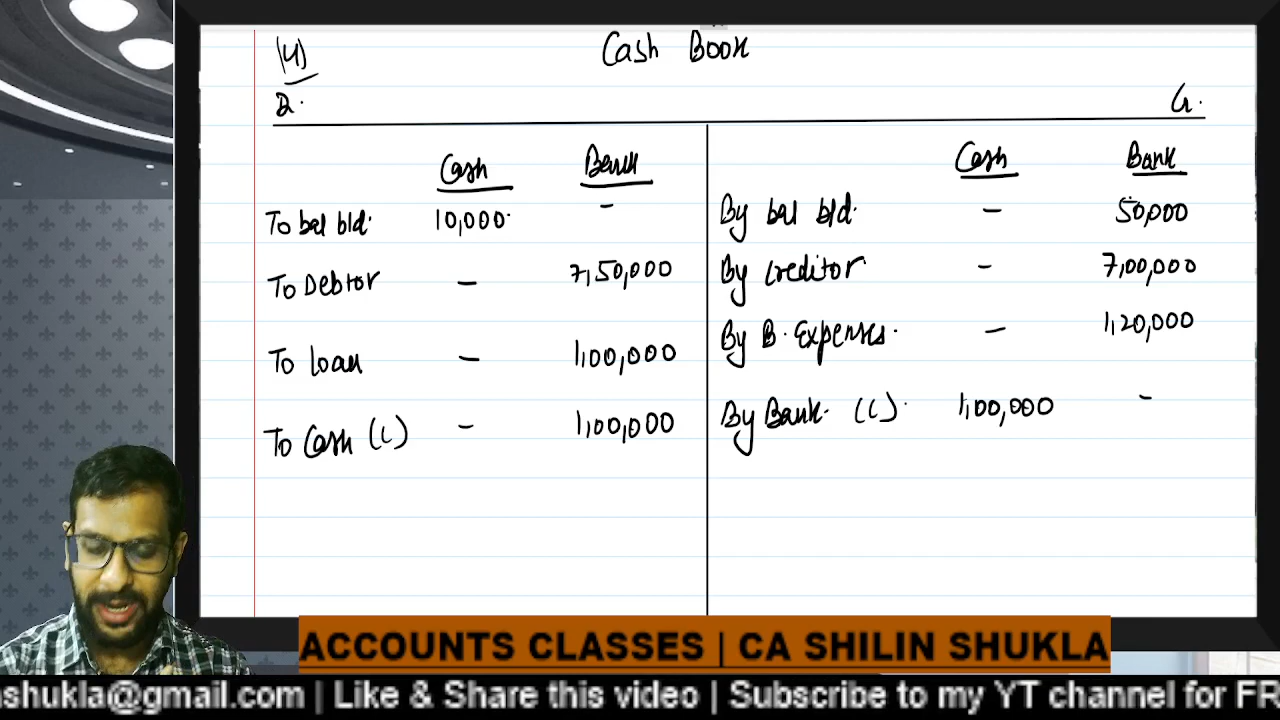 (4) Cash Book
Dr. Cr.
Cash Bank Cash Bank
To bal b/d. 10,000. - By bal b/d. - 50,000
To Debtor - 7,50,000 By Creditor - 7,00,000
To Loan - 1,00,000 By B. Expenses. - 1,20,000
To Cash (C) - 1,00,000 By Bank. (C). 1,00,000 -
ACCOUNTS CLASSES | CA SHILIN SHUKLA
shukla@gmail.com | Like & Share this video | Subscribe to my YT channel for FR